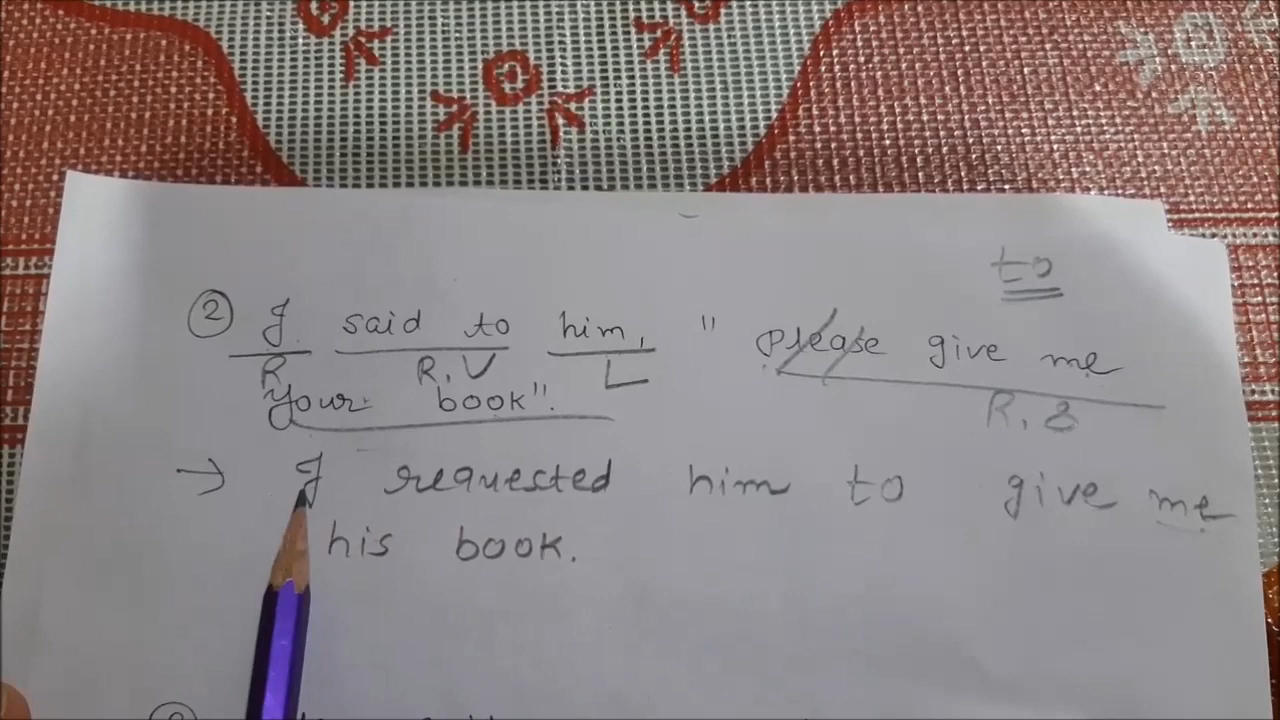 to
② I said to him, " please give me
R R.V L
your book".
R.S
→ I requested him to give me
his book.